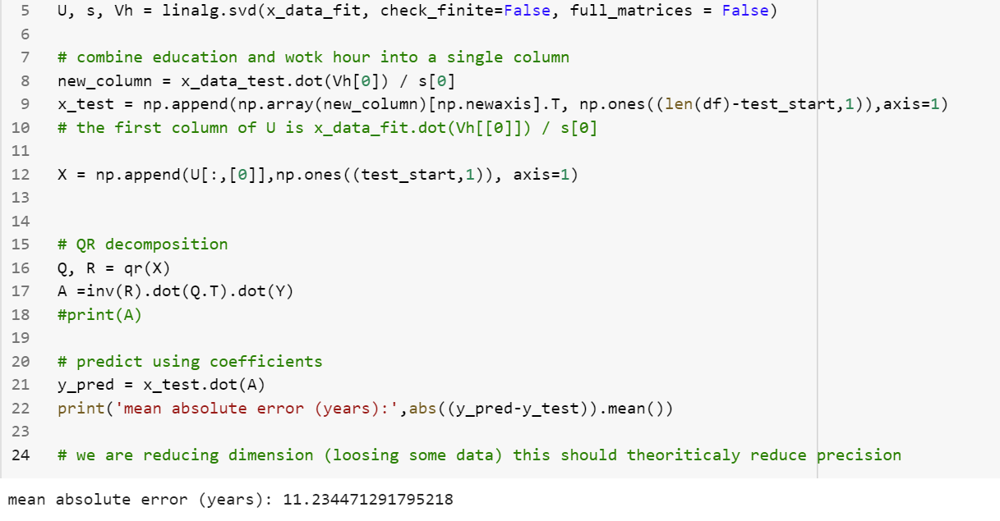 5 U, s, Vh = linalg.svd(x_data_fit, check_finite=False, full_matrices = False)
6
7 # combine education and wotk hour into a single column
8 new_column = x_data_test.dot(Vh[0]) / s[0]
9 x_test = np.append(np.array(new_column)[np.newaxis].T, np.ones((len(df)-test_start,1)),axis=1)
10 # the first column of U is x_data_fit.dot(Vh[[0]]) / s[0]
11
12 X = np.append(U[:,[0]],np.ones((test_start,1)), axis=1)
13
14
15 # QR decomposition
16 Q, R = qr(X)
17 A =inv(R).dot(Q.T).dot(Y)
18 #print(A)
19
20 # predict using coefficients
21 y_pred = x_test.dot(A)
22 print('mean absolute error (years):',abs((y_pred-y_test)).mean())
23
24 # we are reducing dimension (loosing some data) this should theoriticaly reduce precision
mean absolute error (years): 11.234471291795218